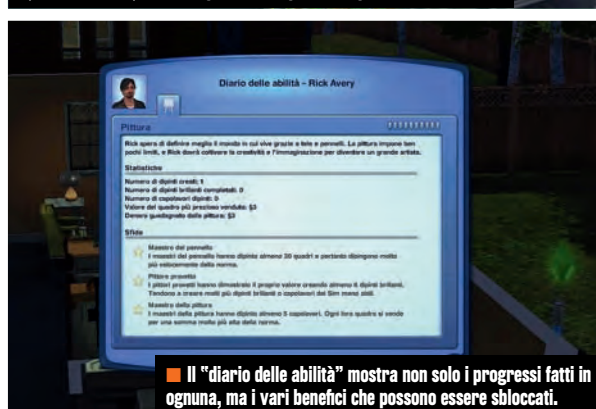 Diario delle abilità – Rick Avery
Pittura
Rick spera di definire meglio il mondo in cui vive grazie a tele e pennelli. La pittura impone ben
pochi limiti, e Rick dovrà coltivare la creatività e l'immaginazione per diventare un grande artista.
Statistiche
Numero di dipinti creati: 1
Numero di dipinti brillanti completati: 0
Numero di capolavori dipinti: 0
Valore del quadro più prezioso venduto: §3
Denaro guadagnato dalla pittura: §3
Sfide
Maestro del pennello
I maestri del pennello hanno dipinto almeno 30 quadri e pertanto dipingono molto
più velocemente della norma.
Pittore provetto
I pittori provetti hanno dimostrato il proprio valore creando almeno 6 dipinti brillanti.
Tendono a creare molti più dipinti brillanti o capolavori dei Sim meno abili.
Maestro della pittura
I maestri della pittura hanno dipinto almeno 5 capolavori. Ogni loro quadro si vende
per una somma molto più alta della norma.
Il "diario delle abilità" mostra non solo i progressi fatti in
ognuna, ma i vari benefici che possono essere sbloccati.